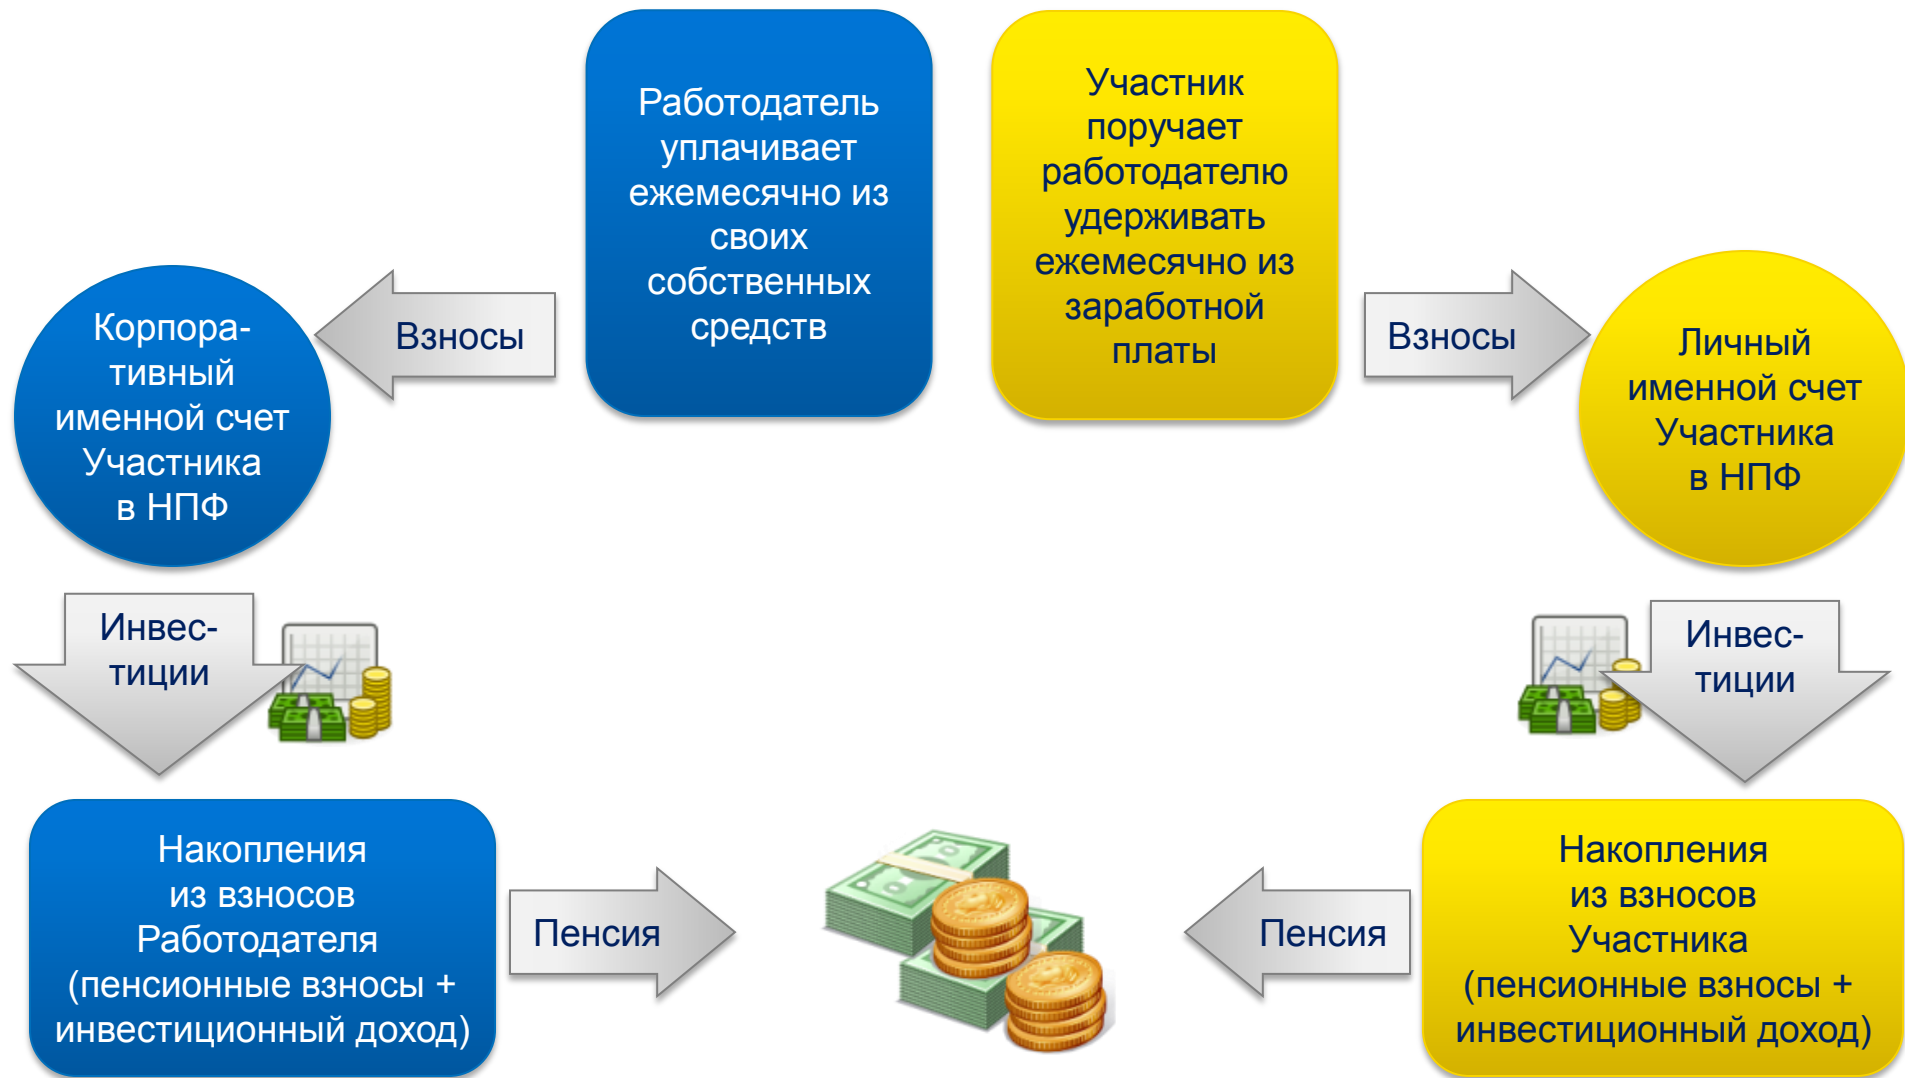 Работодатель
уплачивает
ежемесячно из
своих
собственных
средств
Участник
поручает
работодателю
удерживать
ежемесячно из
заработной
платы
Взносы
Взносы
Корпора-
тивный
именной счет
Участника
в НПФ
Личный
именной счет
Участника
в НПФ
Инвес-
тиции
Инвес-
тиции
Накопления
из взносов
Работодателя
(пенсионные взносы +
инвестиционный доход)
Пенсия
Пенсия
Накопления
из взносов
Участника
(пенсионные взносы +
инвестиционный доход)